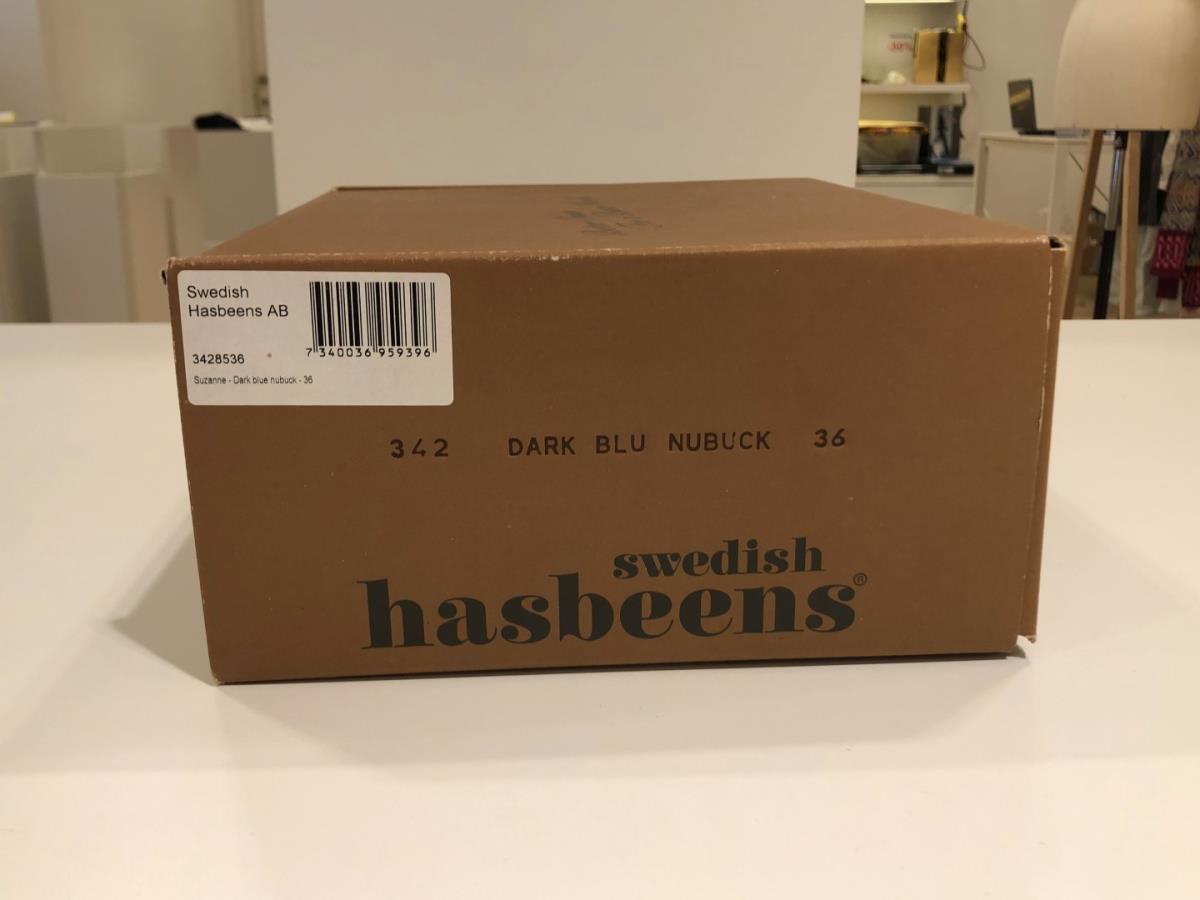 Swedish
Hasbeens AB
7 340036 959396
3428536
Suzanne - Dark blue nubuck - 36
342 DARK BLU NUBUCK 36
swedish
hasbeens®